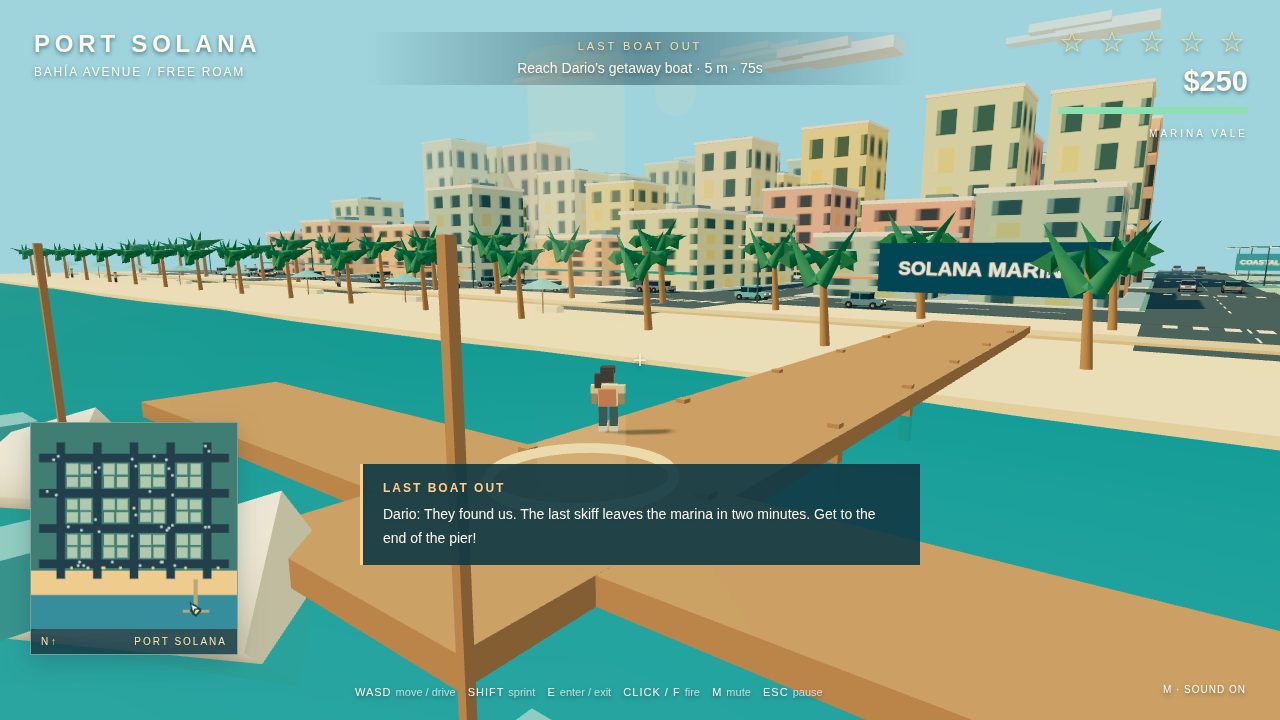 PORT SOLANA
BAHÍA AVENUE / FREE ROAM
LAST BOAT OUT
Reach Dario's getaway boat · 5 m · 75s
$250
MARINA VALE
SOLANA MARIN
COASTAL
LAST BOAT OUT
Dario: They found us. The last skiff leaves the marina in two minutes. Get to the
end of the pier!
N↑ PORT SOLANA
WASD move / drive SHIFT sprint E enter / exit CLICK / F fire M mute ESC pause
M · SOUND ON